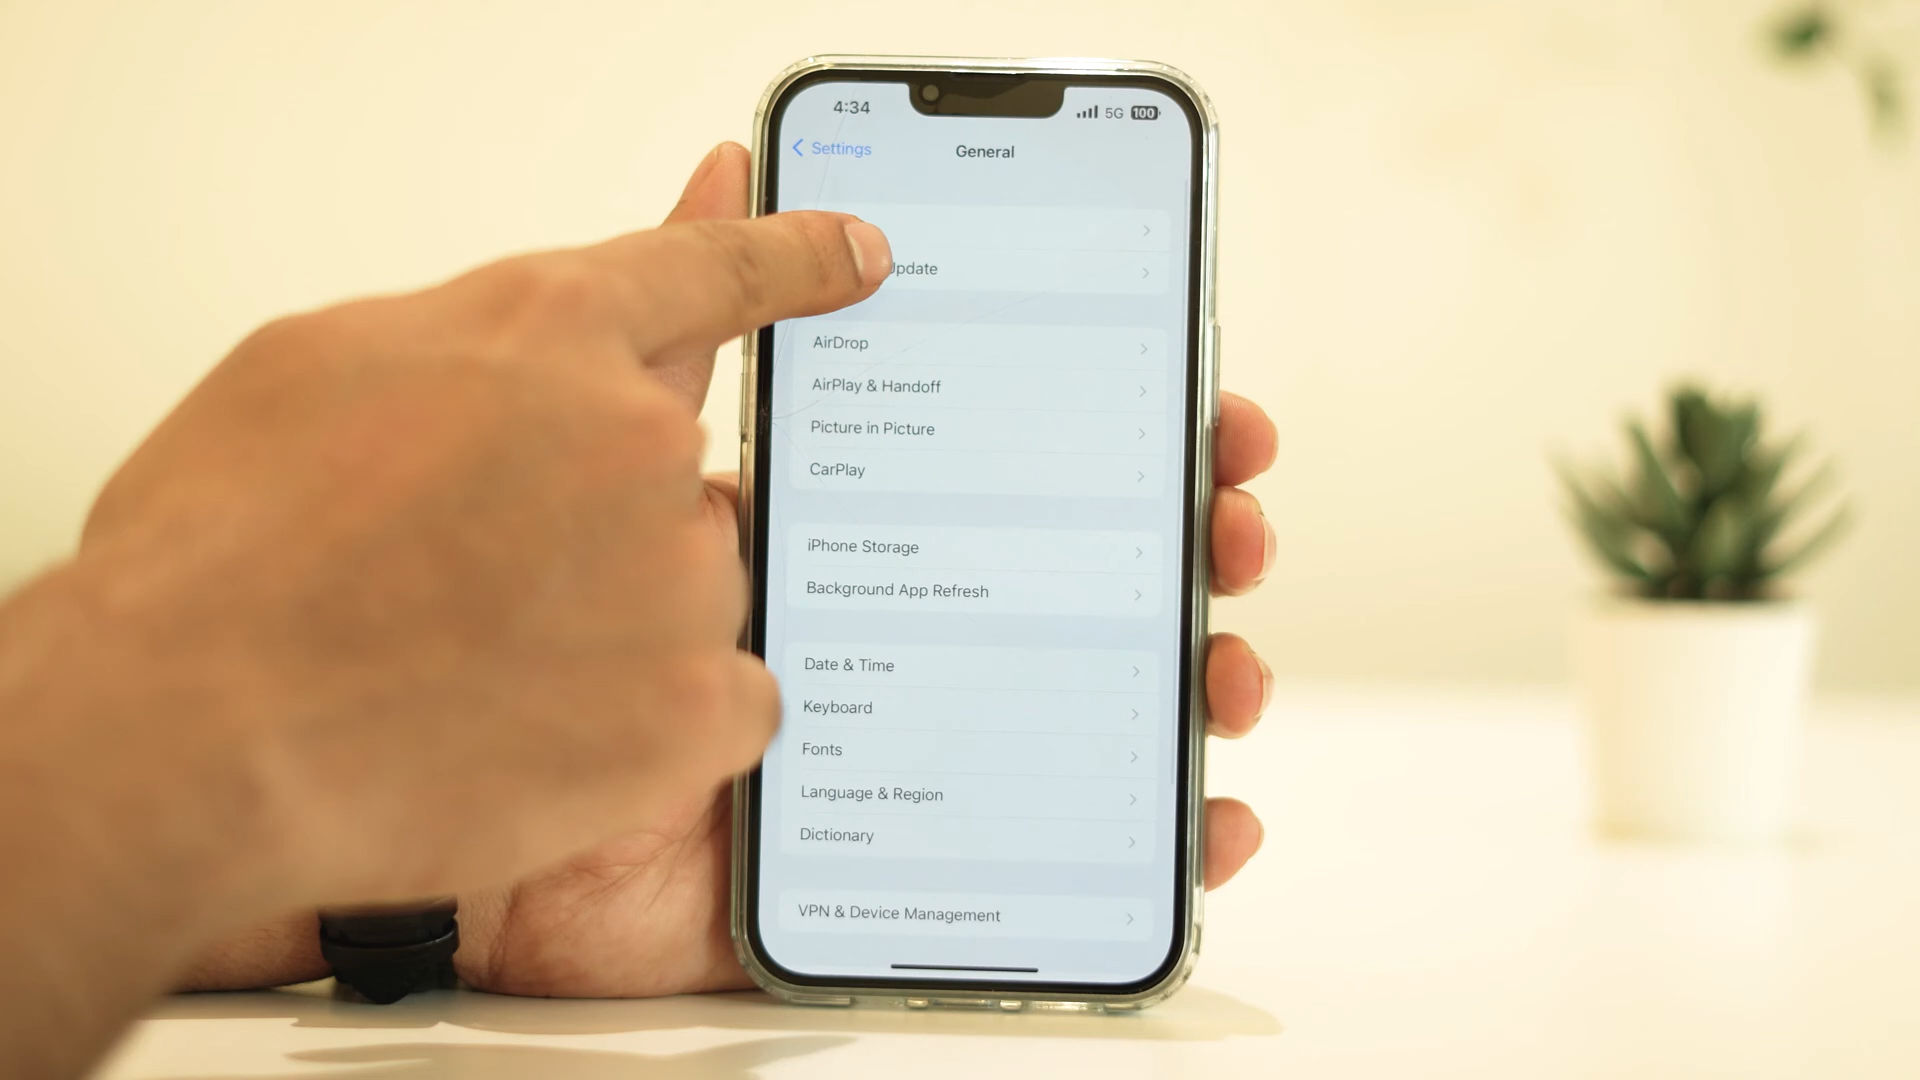 4:34
5G 100
Settings
General
Update
AirDrop
AirPlay & Handoff
Picture in Picture
CarPlay
iPhone Storage
Background App Refresh
Date & Time
Keyboard
Fonts
Language & Region
Dictionary
VPN & Device Management